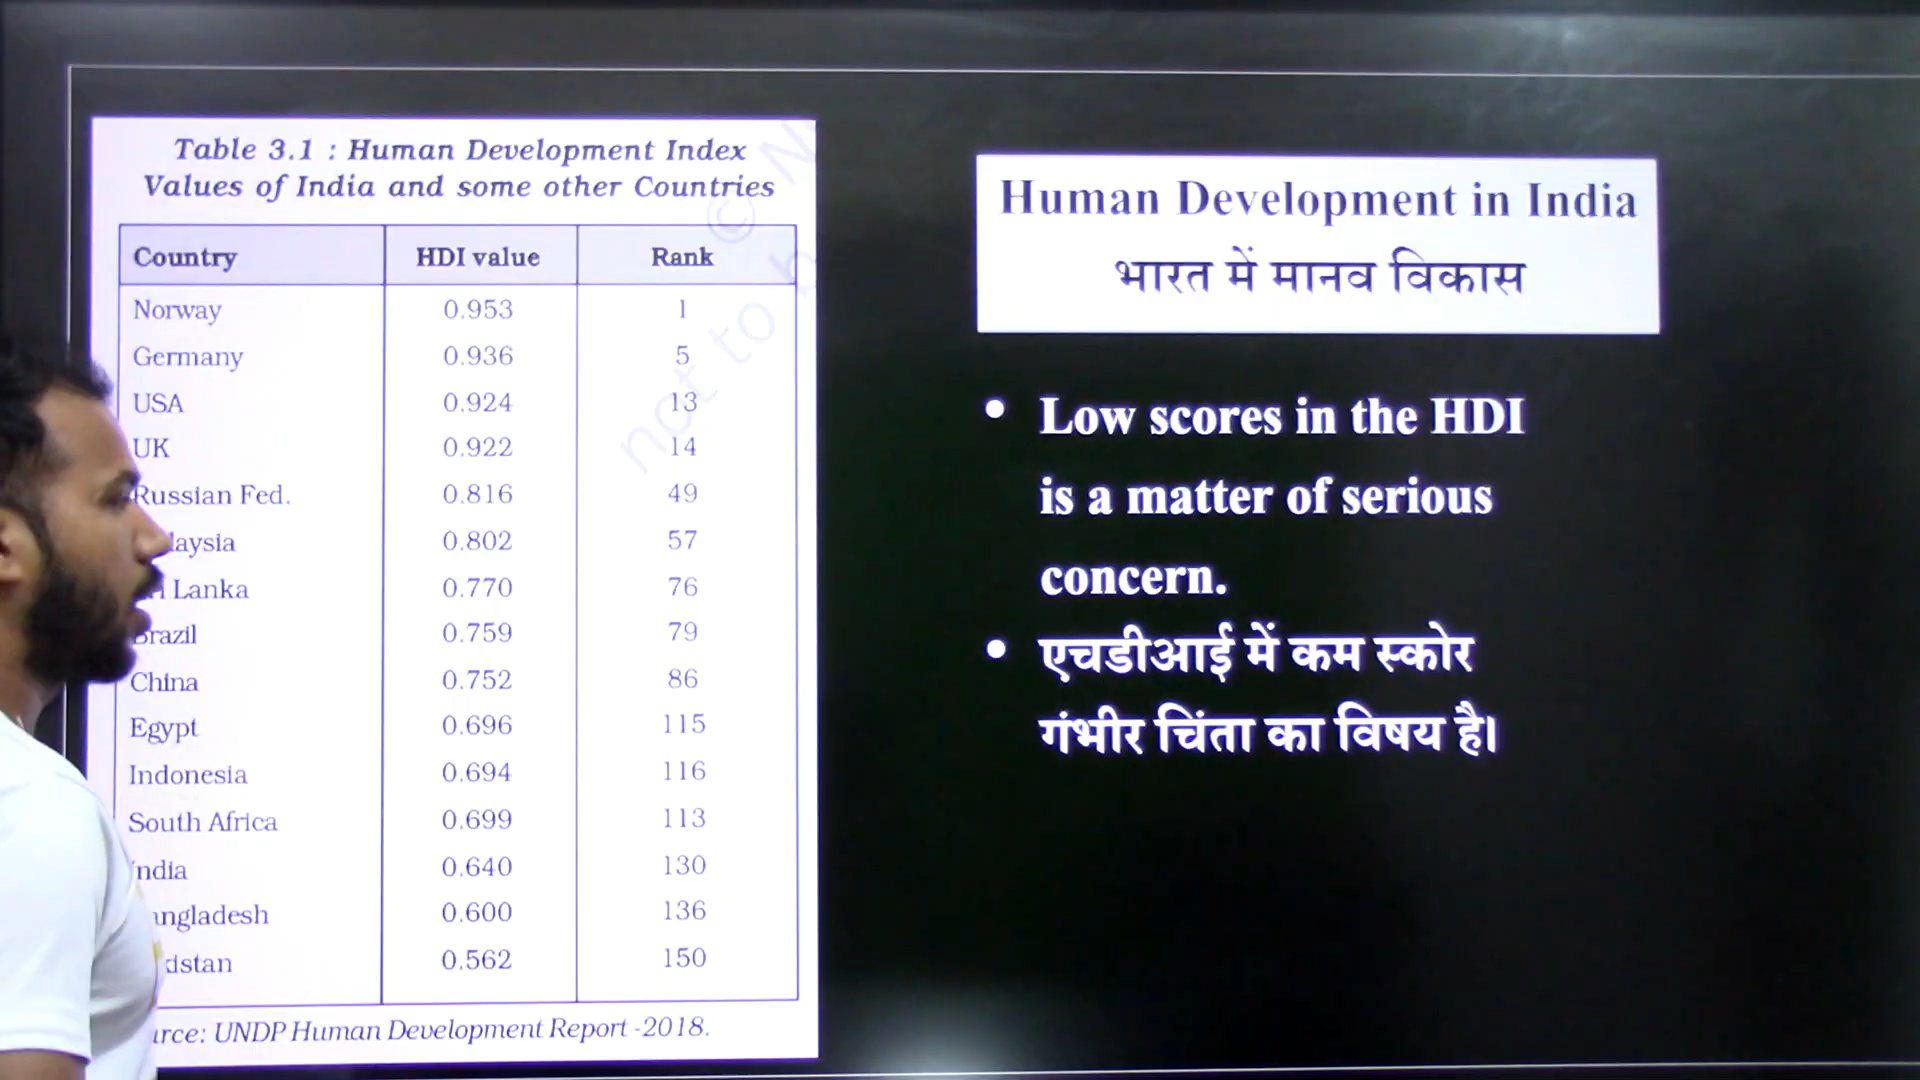 Table 3.1 : Human Development Index
Values of India and some other Countries
Country HDI value Rank
Norway 0.953 1
Germany 0.936 5
USA 0.924 13
UK 0.922 14
Russian Fed. 0.816 49
0.802 57
Lanka 0.770 76
Brazil 0.759 79
China 0.752 86
Egypt 0.696 115
Indonesia 0.694 116
South Africa 0.699 113
India 0.640 130
0.600 136
0.562 150
UNDP Human Development Report -2018.
© N
not to b
Human Development in India
भारत में मानव विकास
• Low scores in the HDI
is a matter of serious
concern.
• एचडीआई में कम स्कोर
गंभीर चिंता का विषय है।